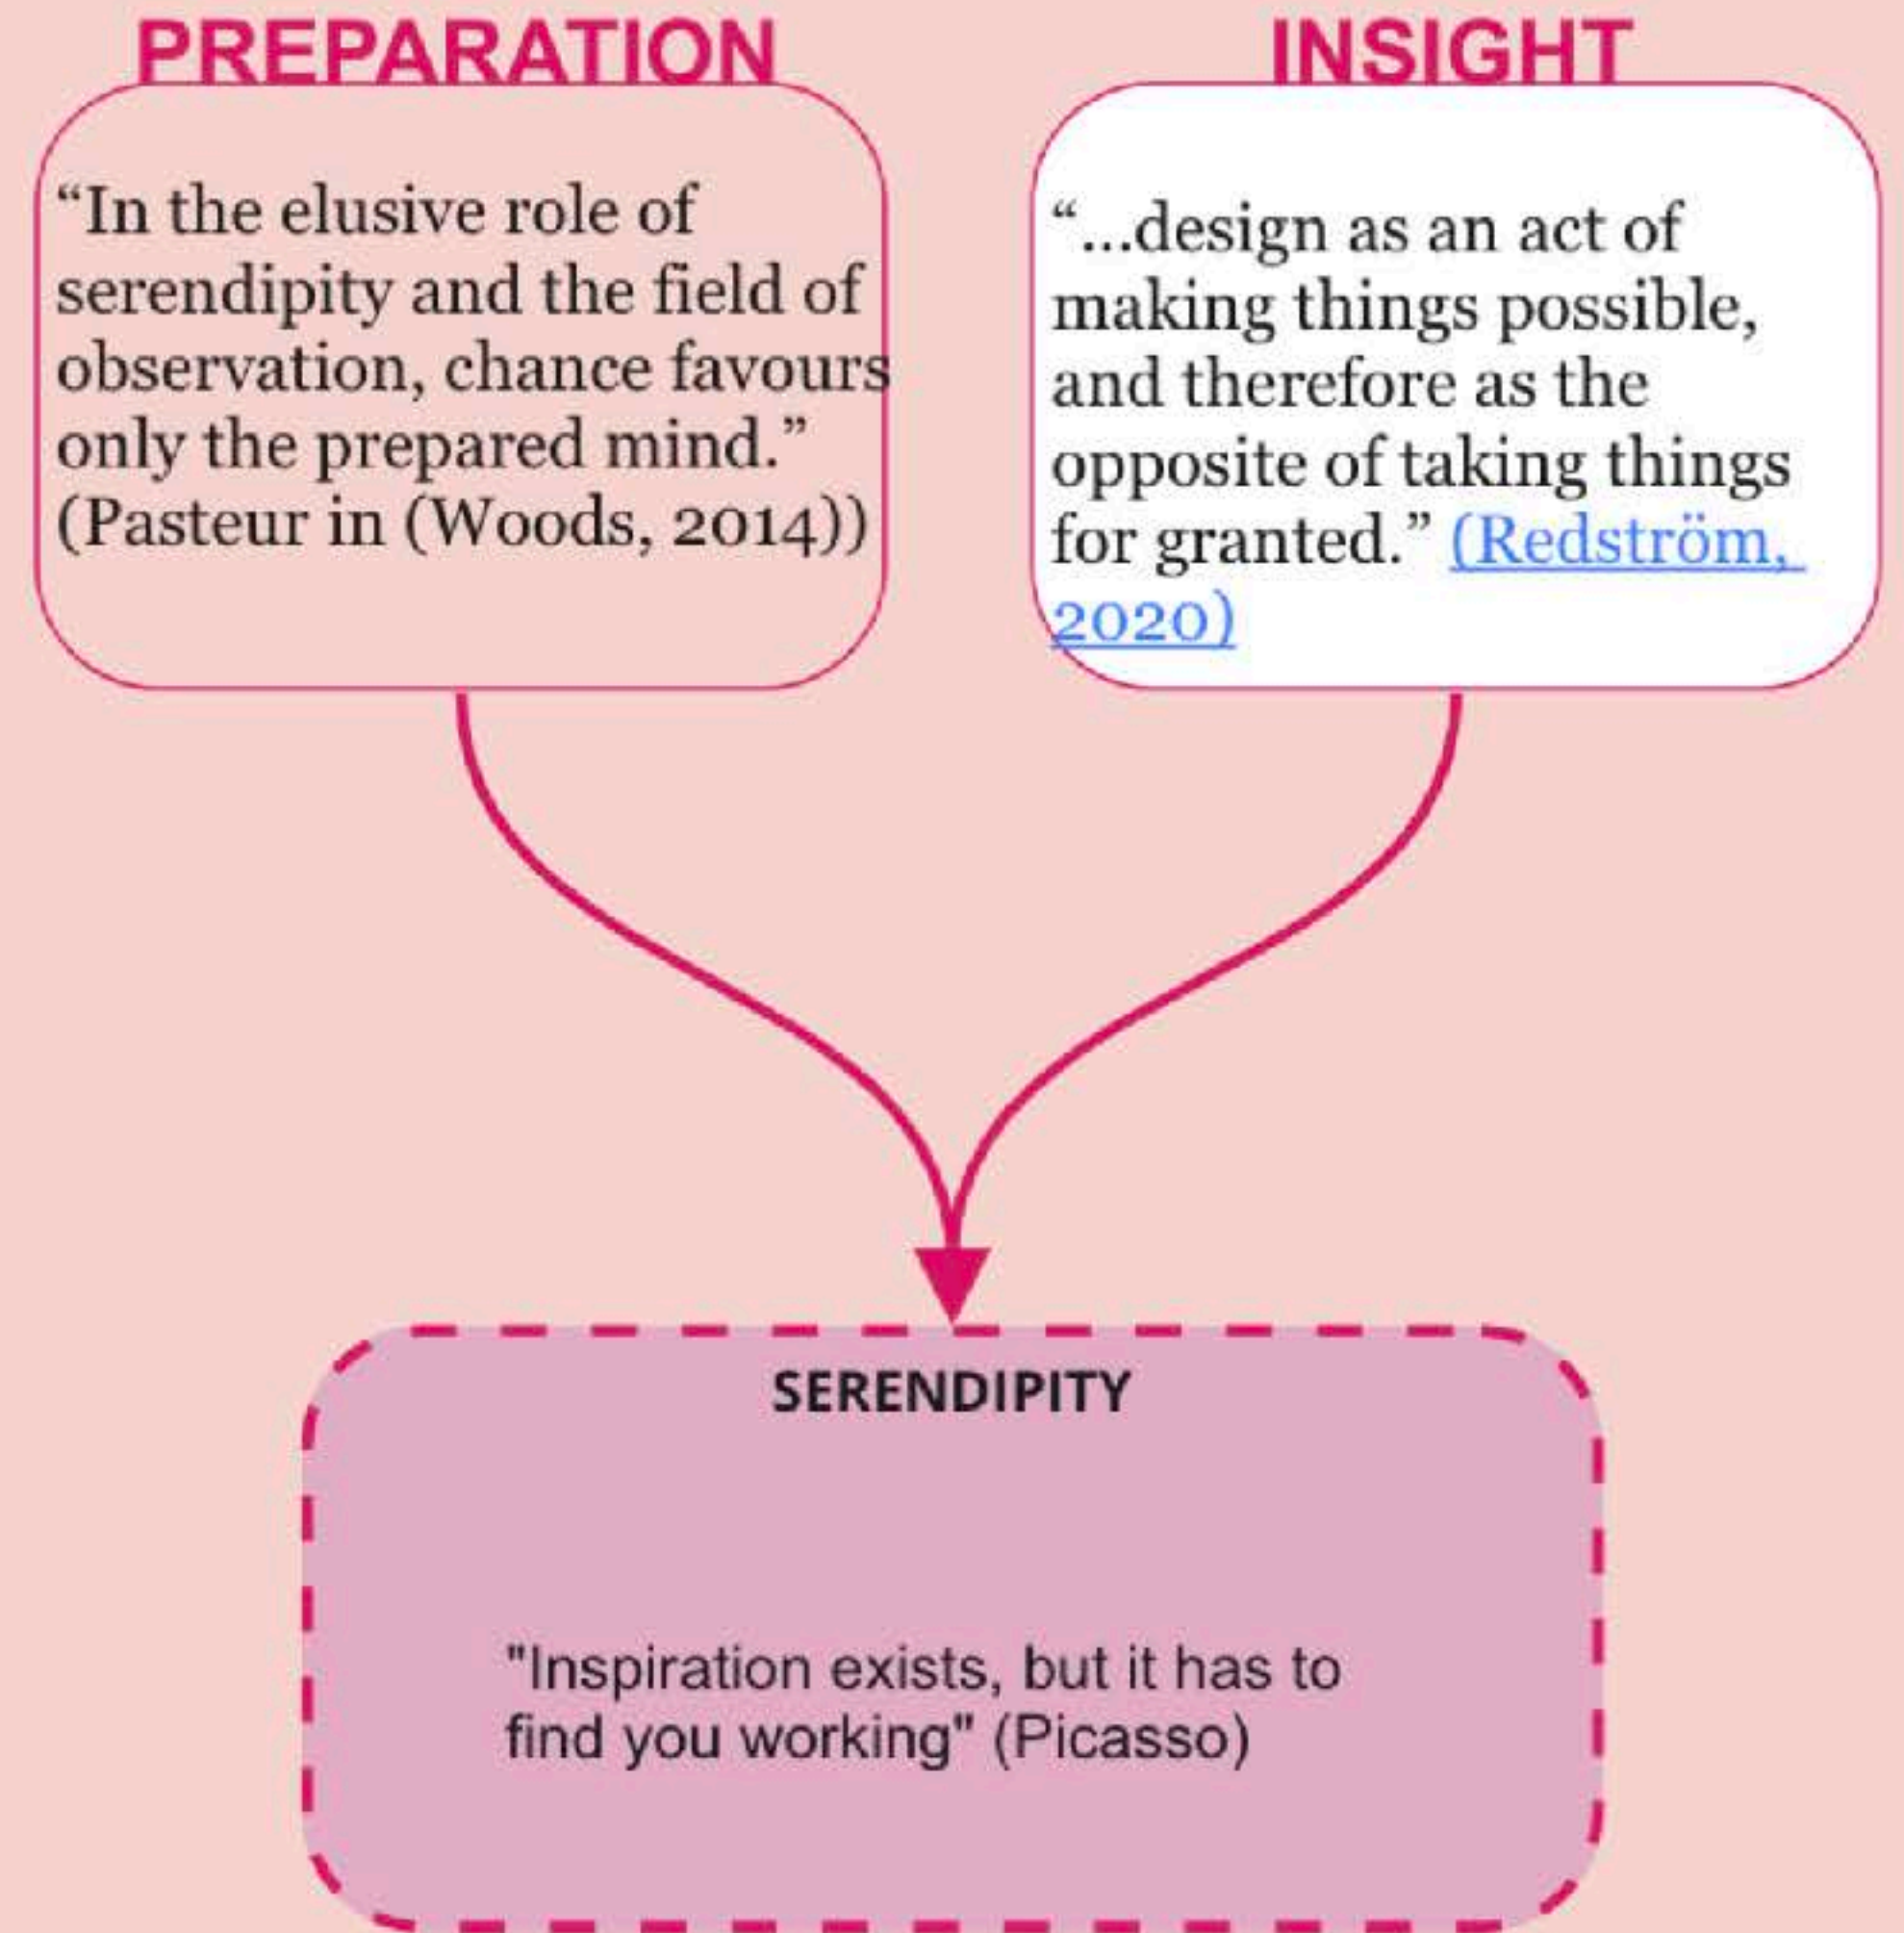 PREPARATION
“In the elusive role of
serendipity and the field of
observation, chance favours
only the prepared mind.”
(Pasteur in (Woods, 2014))
INSIGHT
“...design as an act of
making things possible,
and therefore as the
opposite of taking things
for granted.” (Redström,
2020)
SERENDIPITY
"Inspiration exists, but it has to
find you working" (Picasso)